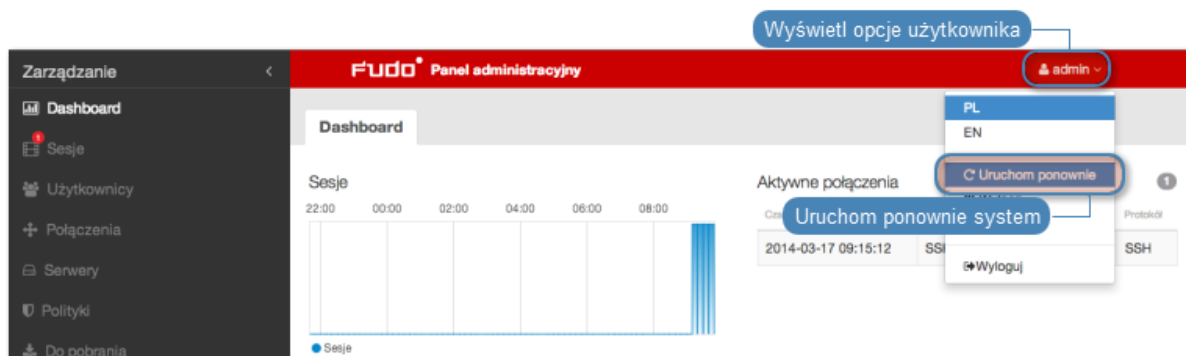 Wyświetl opcje użytkownika
Zarządzanie
FUDO Panel administracyjny
admin
Dashboard
Sesje
1
Użytkownicy
Połączenia
Serwery
Polityki
Do pobrania
Dashboard
PL
EN
Uruchom ponownie
Uruchom ponownie system
Wyloguj
Sesje
22:00 00:00 02:00 04:00 06:00 08:00
Sesje
Aktywne połączenia 1
Protokół
2014-03-17 09:15:12 SSH